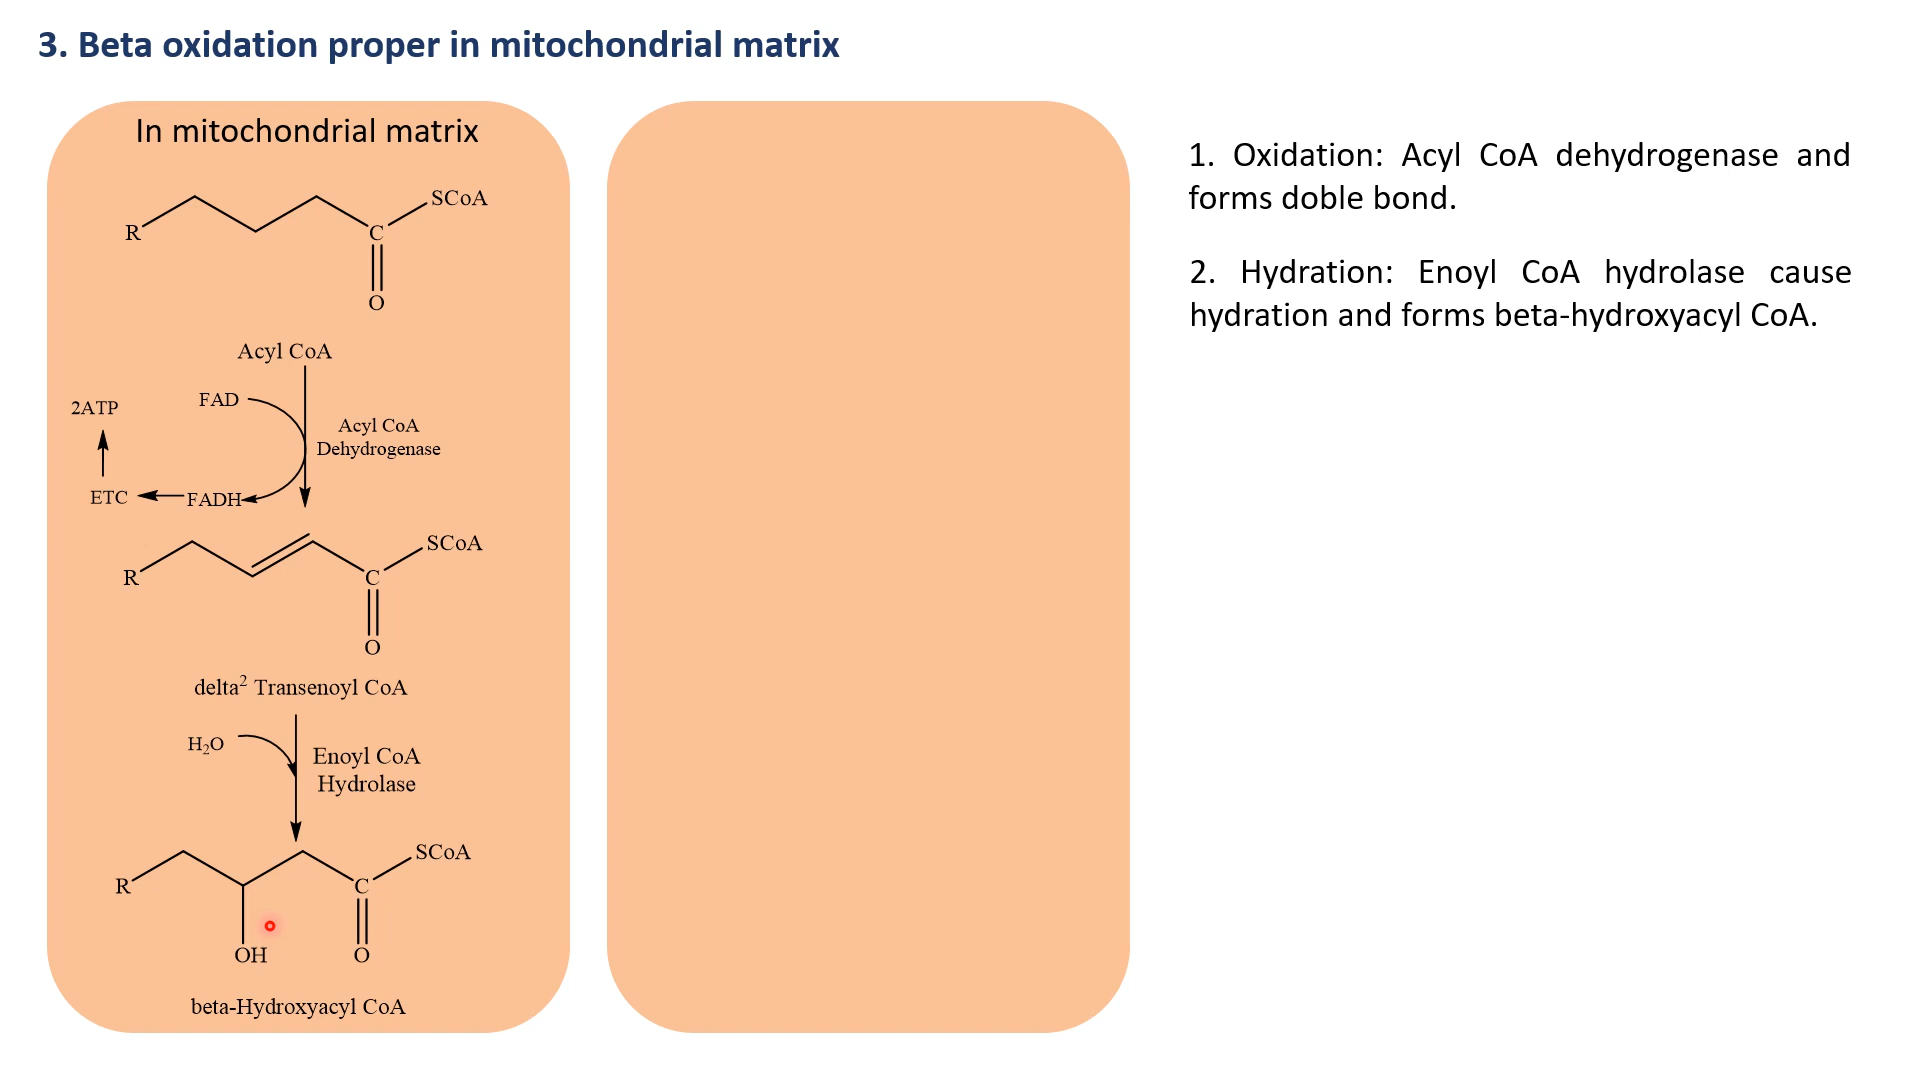 3. Beta oxidation proper in mitochondrial matrix
In mitochondrial matrix
SCoA
R
C
O
Acyl CoA
FAD
2ATP
Acyl CoA
Dehydrogenase
ETC
FADH
SCoA
R
C
O
delta² Transenoyl CoA
H₂O
Enoyl CoA
Hydrolase
SCoA
R
C
OH
O
beta-Hydroxyacyl CoA
1. Oxidation: Acyl CoA dehydrogenase and
forms doble bond.
2. Hydration: Enoyl CoA hydrolase cause
hydration and forms beta-hydroxyacyl CoA.